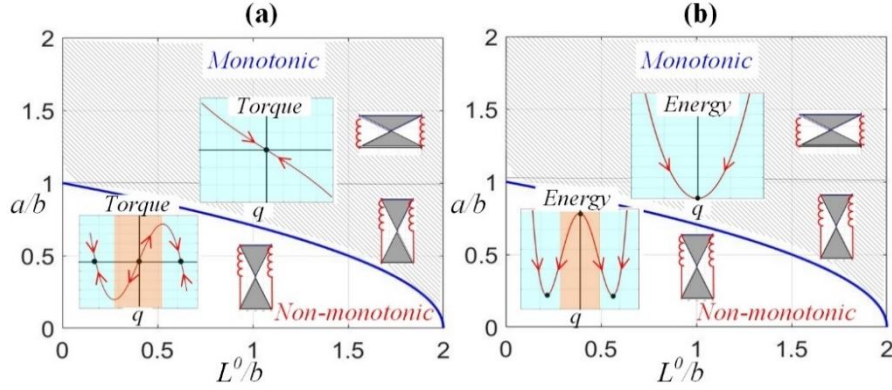 (a)
2
Monotonic
Torque
1.5
1
a/b
q
Torque
0.5
q
Non-monotonic
0
0
0.5
1
1.5
2
L⁰/b
(b)
2
Monotonic
Energy
1.5
1
a/b
q
Energy
0.5
q
Non-monotonic
0
0
0.5
1
1.5
2
L⁰/b